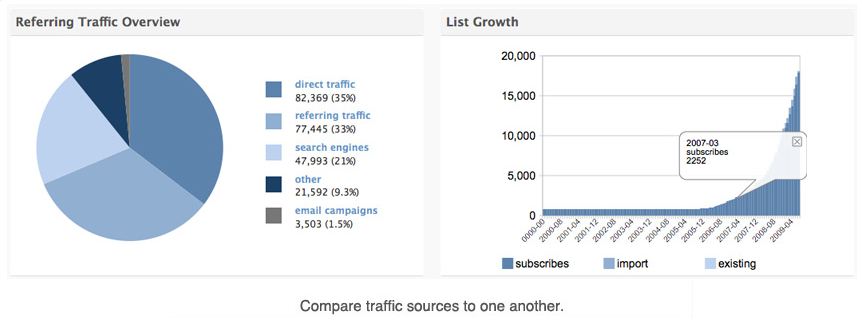 Referring Traffic Overview
direct traffic
82,369 (35%)
referring traffic
77,445 (33%)
search engines
47,993 (21%)
other
21,592 (9.3%)
email campaigns
3,503 (1.5%)
List Growth
20,000
15,000
10,000
5,000
0
2007-03
subscribes
2252
0000-00
2000-08
2001-04
2001-12
2002-08
2003-04
2003-12
2004-08
2005-04
2005-12
2006-08
2007-04
2007-12
2008-08
2009-04
subscribes import existing
Compare traffic sources to one another.